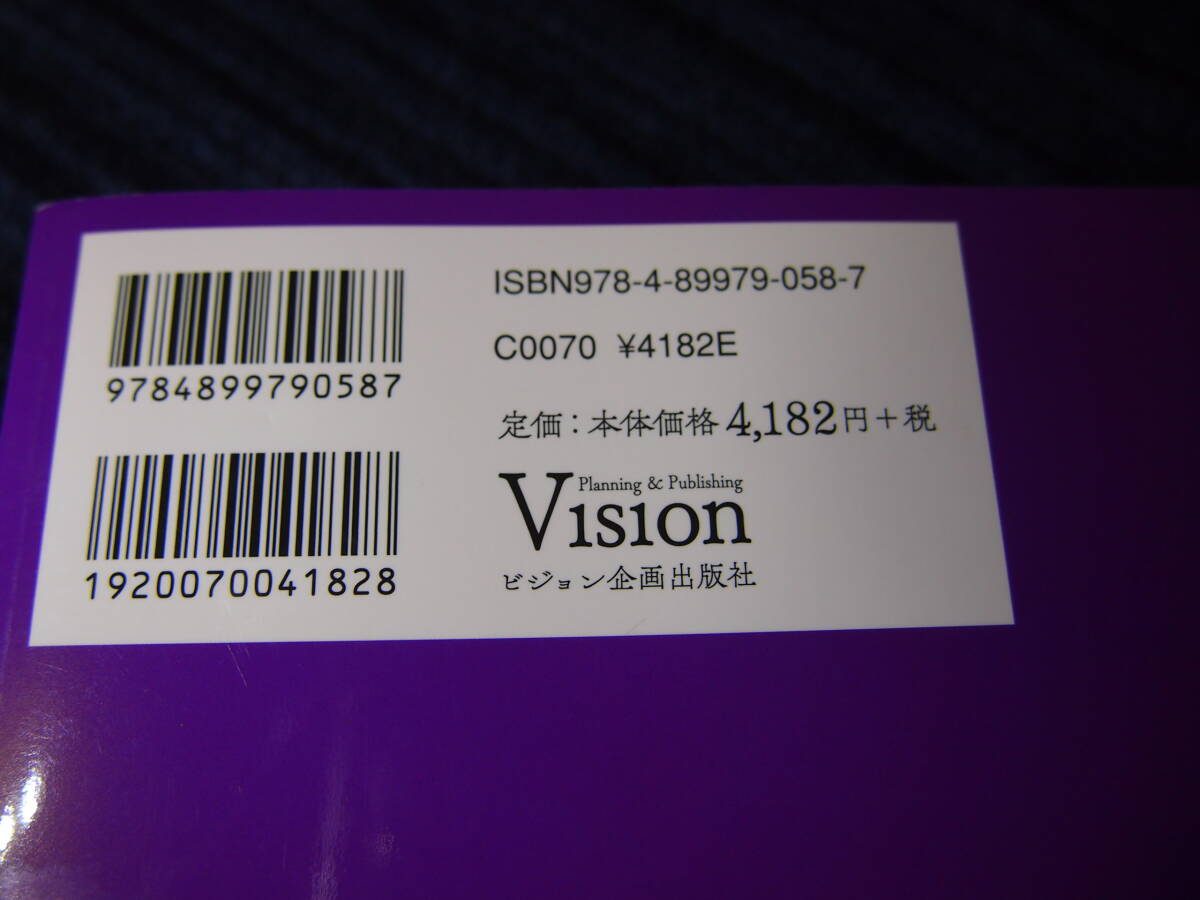 9784899790587
1920070041828
ISBN978-4-89979-058-7
C0070 ¥4182E
定価：本体価格4,182円＋税
Planning & Publishing
Vision
ビジョン企画出版社